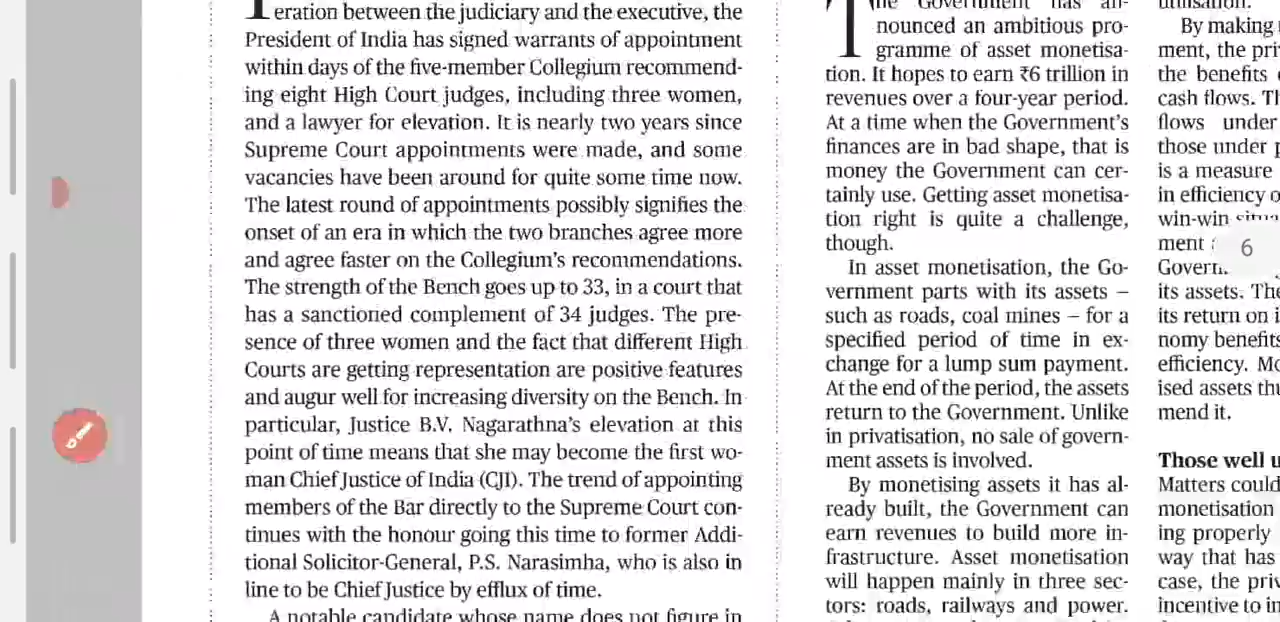 eration between the judiciary and the executive, the
President of India has signed warrants of appointment
within days of the five-member Collegium recommend-
ing eight High Court judges, including three women,
and a lawyer for elevation. It is nearly two years since
Supreme Court appointments were made, and some
vacancies have been around for quite some time now.
The latest round of appointments possibly signifies the
onset of an era in which the two branches agree more
and agree faster on the Collegium's recommendations.
The strength of the Bench goes up to 33, in a court that
has a sanctioned complement of 34 judges. The pre-
sence of three women and the fact that different High
Courts are getting representation are positive features
and augur well for increasing diversity on the Bench. In
particular, Justice B.V. Nagarathna's elevation at this
point of time means that she may become the first wo-
man Chief Justice of India (CJI). The trend of appointing
members of the Bar directly to the Supreme Court con-
tinues with the honour going this time to former Addi-
tional Solicitor-General, P.S. Narasimha, who is also in
line to be Chief Justice by efflux of time.
A notable candidate whose name does not figure in
The Government has an-
nounced an ambitious pro-
gramme of asset monetisa-
tion. It hopes to earn ₹6 trillion in
revenues over a four-year period.
At a time when the Government's
finances are in bad shape, that is
money the Government can cer-
tainly use. Getting asset monetisa-
tion right is quite a challenge,
though.
In asset monetisation, the Go-
vernment parts with its assets –
such as roads, coal mines – for a
specified period of time in ex-
change for a lump sum payment.
At the end of the period, the assets
return to the Government. Unlike
in privatisation, no sale of govern-
ment assets is involved.
By monetising assets it has al-
ready built, the Government can
earn revenues to build more in-
frastructure. Asset monetisation
will happen mainly in three sec-
tors: roads, railways and power.
utilisation.
By making
ment, the pri
the benefits
cash flows. Th
flows under
those under p
is a measure
in efficiency o
win-win
ment
Govern
its assets. The
its return on i
nomy benefits
efficiency. Mo
ised assets thu
mend it.
Those well u
Matters could
monetisation
ing properly
way that has
case, the priv
incentive to in
6